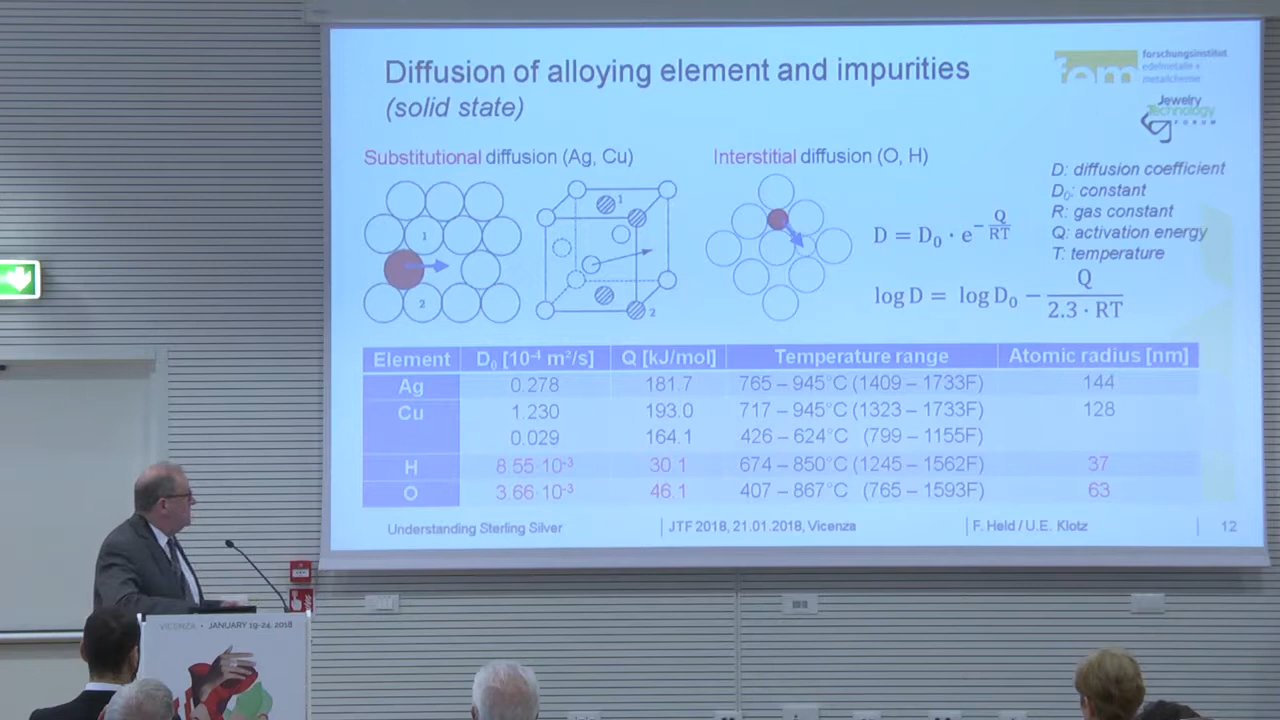 Diffusion of alloying element and impurities
(solid state)
fem
forschungsinstitut
edelmetalle +
metallchemie
Jewelry
Technology
FORUM
Substitutional diffusion (Ag, Cu)
1
2
1
2
Interstitial diffusion (O, H)
D = D₀ · e^(−Q/RT)
log D = log D₀ − Q/(2.3 · RT)
D: diffusion coefficient
D₀: constant
R: gas constant
Q: activation energy
T: temperature
Element D₀ [10⁻⁴ m²/s] Q [kJ/mol] Temperature range Atomic radius [nm]
Ag 0.278 181.7 765 – 945°C (1409 – 1733F) 144
Cu 1.230 193.0 717 – 945°C (1323 – 1733F) 128
0.029 164.1 426 – 624°C (799 – 1155F)
H 8.55·10⁻³ 30.1 674 – 850°C (1245 – 1562F) 37
O 3.66·10⁻³ 46.1 407 – 867°C (765 – 1593F) 63
Understanding Sterling Silver JTF 2018, 21.01.2018, Vicenza F. Held / U.E. Klotz 12
VICENZA • JANUARY 19-24, 2018